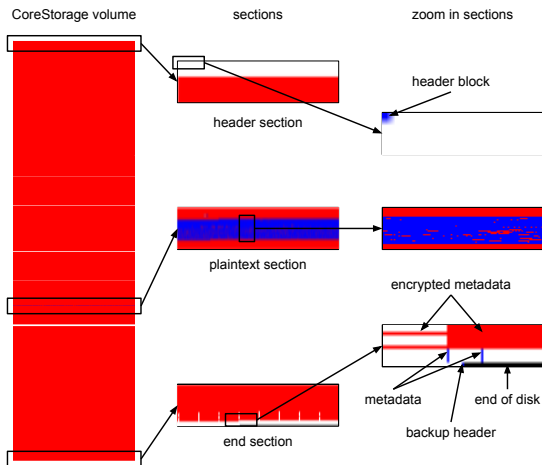 CoreStorage volume
sections
zoom in sections
header block
header section
plaintext section
encrypted metadata
metadata
end of disk
backup header
end section